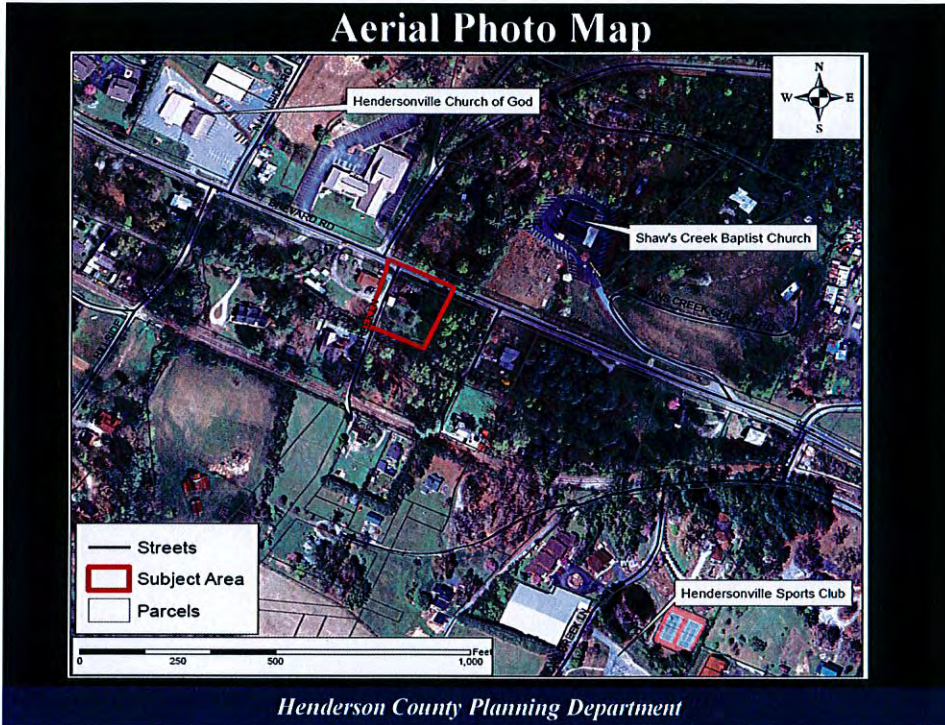 Aerial Photo Map
N
W E
S
Hendersonville Church of God
BREVARD RD
Shaw's Creek Baptist Church
Streets
Subject Area
Parcels
Hendersonville Sports Club
Feet
0 250 500 1,000
Henderson County Planning Department